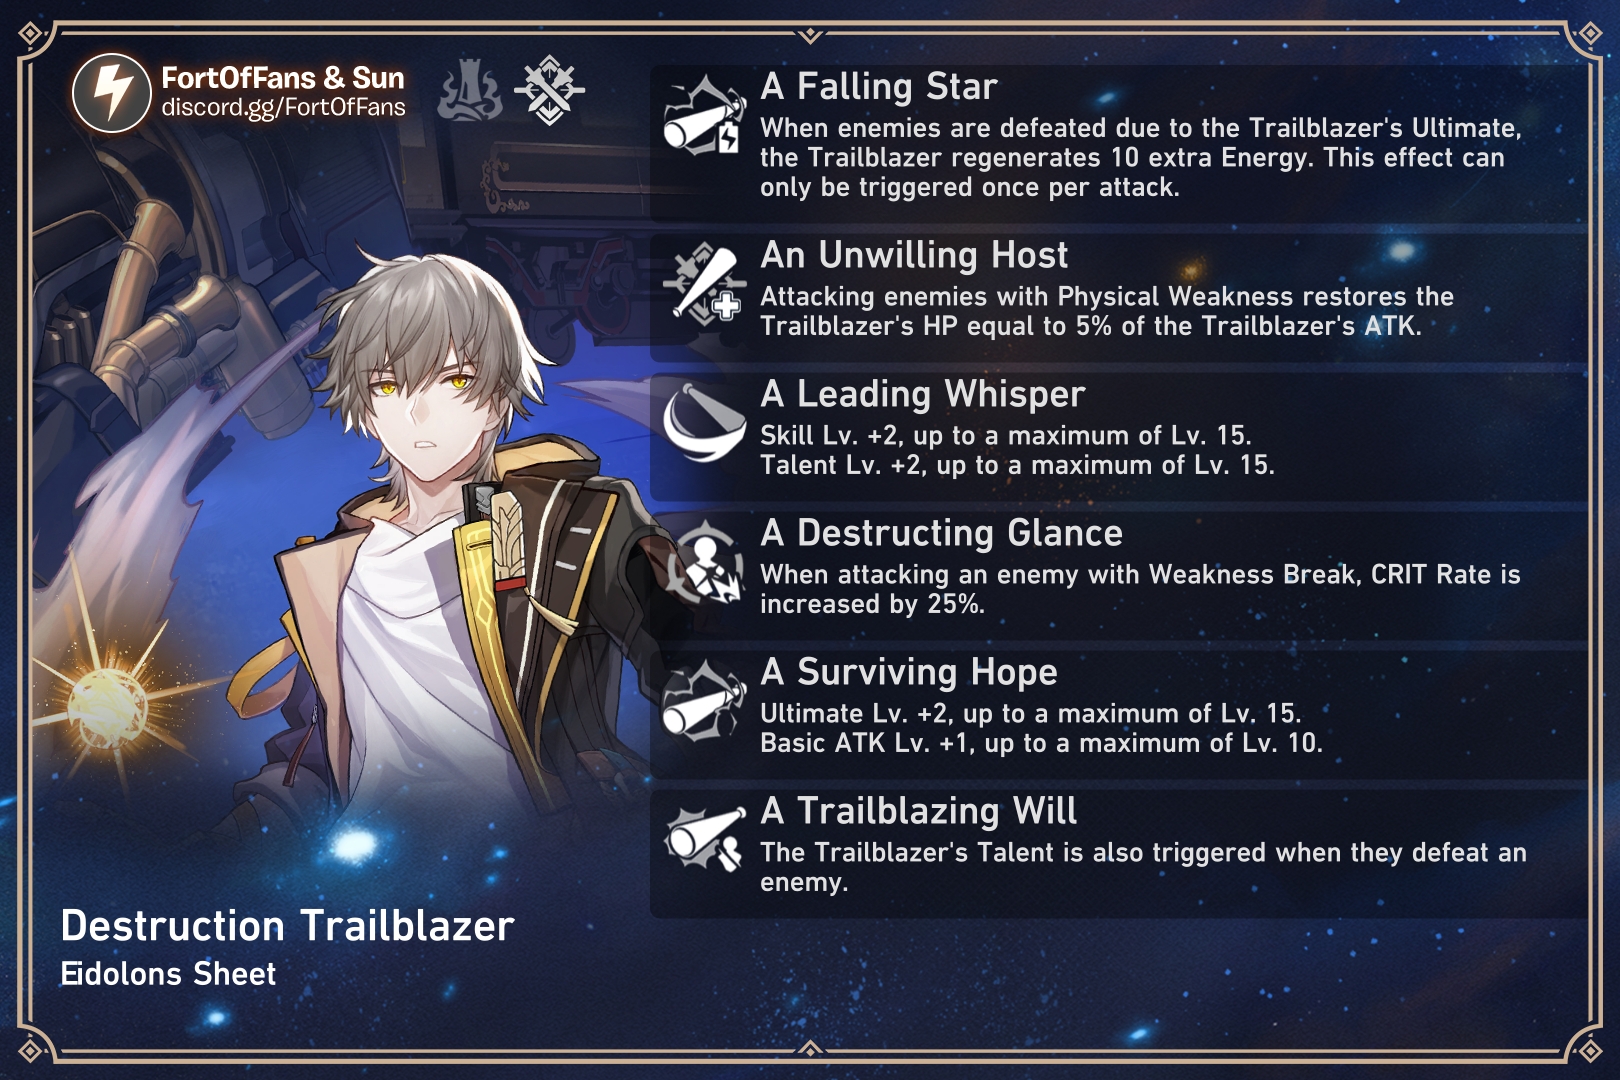 FortOfFans & Sun
discord.gg/FortOfFans
A Falling Star
When enemies are defeated due to the Trailblazer's Ultimate,
the Trailblazer regenerates 10 extra Energy. This effect can
only be triggered once per attack.
An Unwilling Host
Attacking enemies with Physical Weakness restores the
Trailblazer's HP equal to 5% of the Trailblazer's ATK.
A Leading Whisper
Skill Lv. +2, up to a maximum of Lv. 15.
Talent Lv. +2, up to a maximum of Lv. 15.
A Destructing Glance
When attacking an enemy with Weakness Break, CRIT Rate is
increased by 25%.
A Surviving Hope
Ultimate Lv. +2, up to a maximum of Lv. 15.
Basic ATK Lv. +1, up to a maximum of Lv. 10.
A Trailblazing Will
The Trailblazer's Talent is also triggered when they defeat an
enemy.
Destruction Trailblazer
Eidolons Sheet